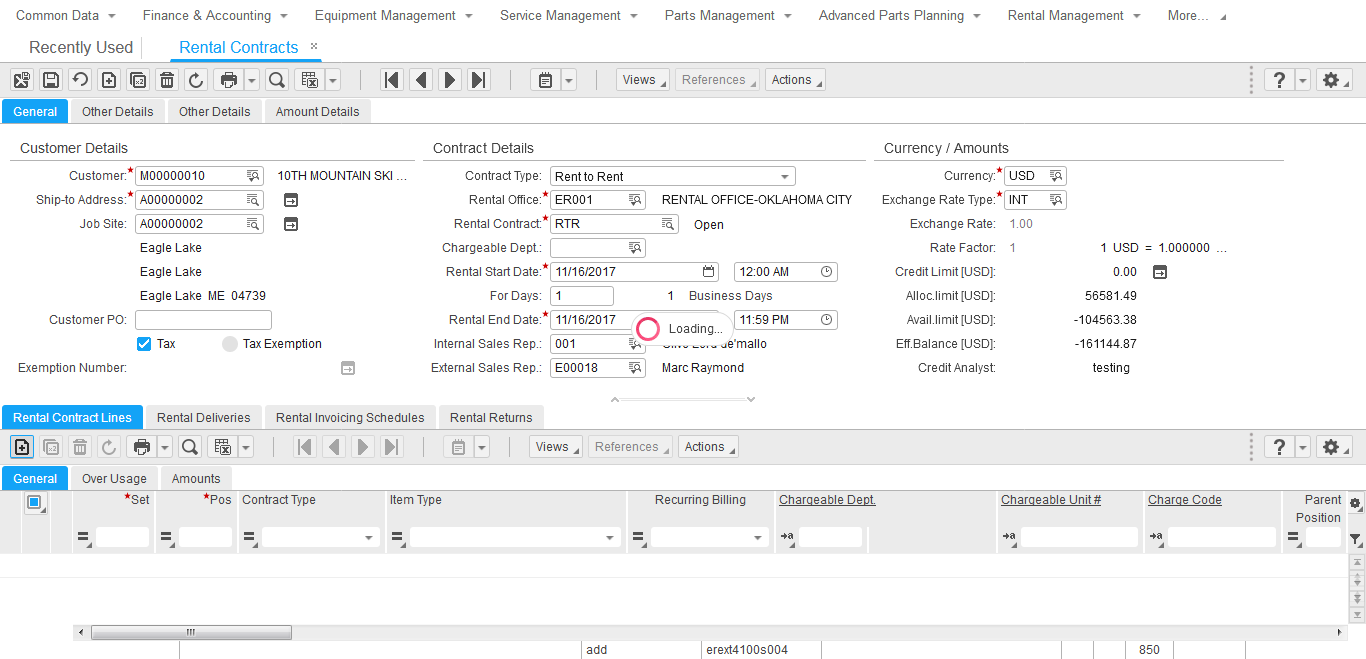 Common Data Finance & Accounting Equipment Management Service Management Parts Management Advanced Parts Planning Rental Management More...
Recently Used Rental Contracts ×
Views References Actions ?
General Other Details Other Details Amount Details
Customer Details Contract Details Currency / Amounts
Customer:* M00000010 10TH MOUNTAIN SKI ... Contract Type: Rent to Rent Currency:* USD
Ship-to Address:* A00000002 Rental Office:* ER001 RENTAL OFFICE-OKLAHOMA CITY Exchange Rate Type:* INT
Job Site: A00000002 Rental Contract:* RTR Open Exchange Rate: 1.00
Eagle Lake Chargeable Dept.: Rate Factor: 1 1 USD = 1.000000 ...
Eagle Lake Rental Start Date:* 11/16/2017 12:00 AM Credit Limit [USD]: 0.00
Eagle Lake ME 04739 For Days: 1 1 Business Days Alloc.limit [USD]: 56581.49
Customer PO: Rental End Date:* 11/16/2017 11:59 PM Avail.limit [USD]: -104563.38
Loading...
Tax Tax Exemption Internal Sales Rep.: 001 de'mallo Eff.Balance [USD]: -161144.87
Exemption Number: External Sales Rep.: E00018 Marc Raymond Credit Analyst: testing
Rental Contract Lines Rental Deliveries Rental Invoicing Schedules Rental Returns
Views References Actions ?
General Over Usage Amounts
*Set *Pos Contract Type Item Type Recurring Billing Chargeable Dept. Chargeable Unit # Charge Code Parent
Position
add erext4100s004 850